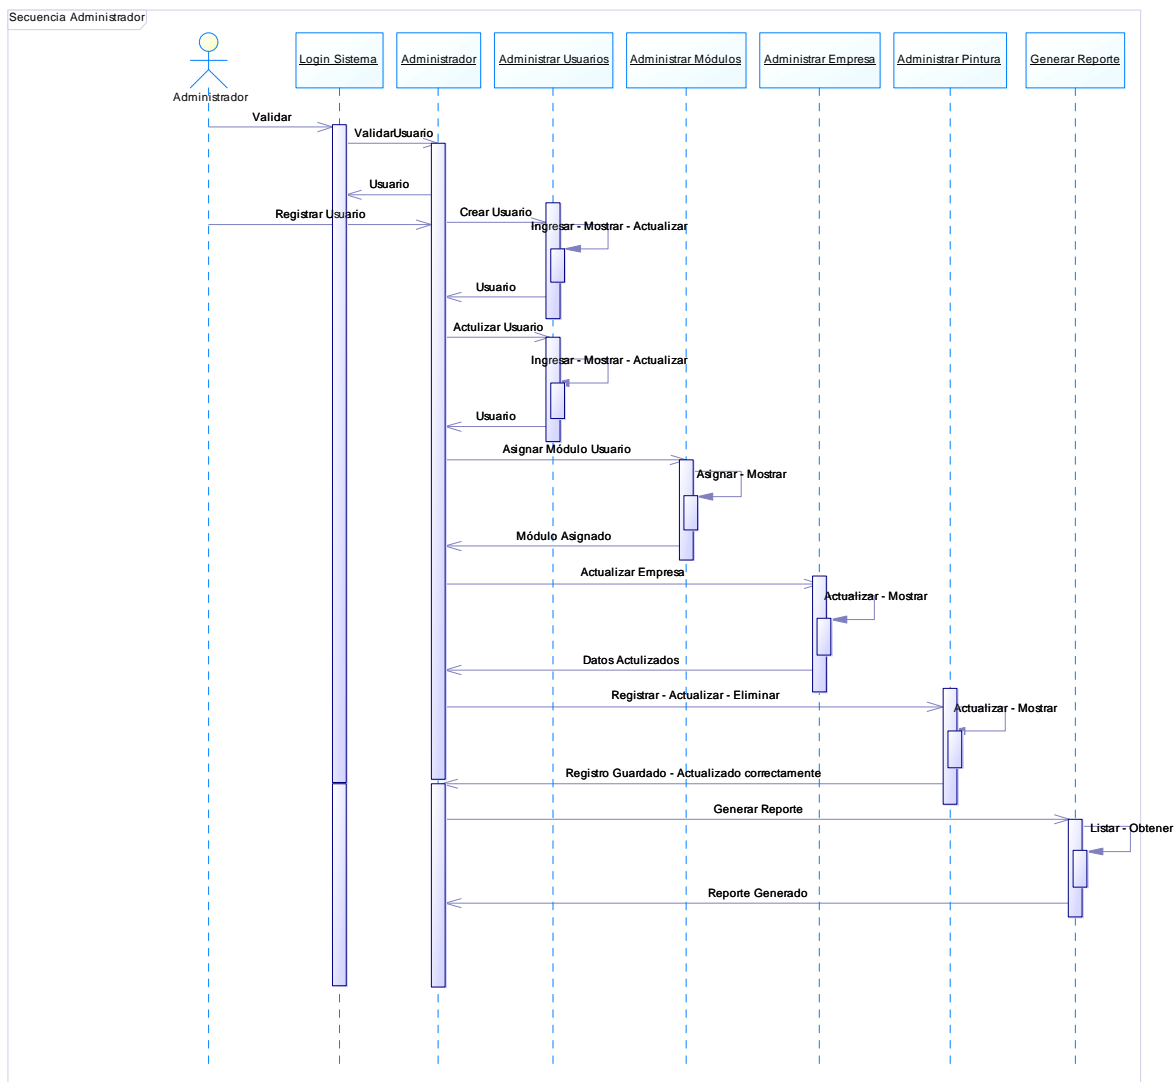 Secuencia Administrador
Login Sistema
Administrador
Administrar Usuarios
Administrar Módulos
Administrar Empresa
Administrar Pintura
Generar Reporte
Administrador
Validar
ValidarUsuario
Usuario
Registrar Usuario
Crear Usuario
Ingresar - Mostrar - Actualizar
Usuario
Actulizar Usuario
Ingresar - Mostrar - Actualizar
Usuario
Asignar Módulo Usuario
Asignar - Mostrar
Módulo Asignado
Actualizar Empresa
Actualizar - Mostrar
Datos Actulizados
Registrar - Actualizar - Eliminar
Actualizar - Mostrar
Registro Guardado - Actualizado correctamente
Generar Reporte
Listar - Obtener
Reporte Generado